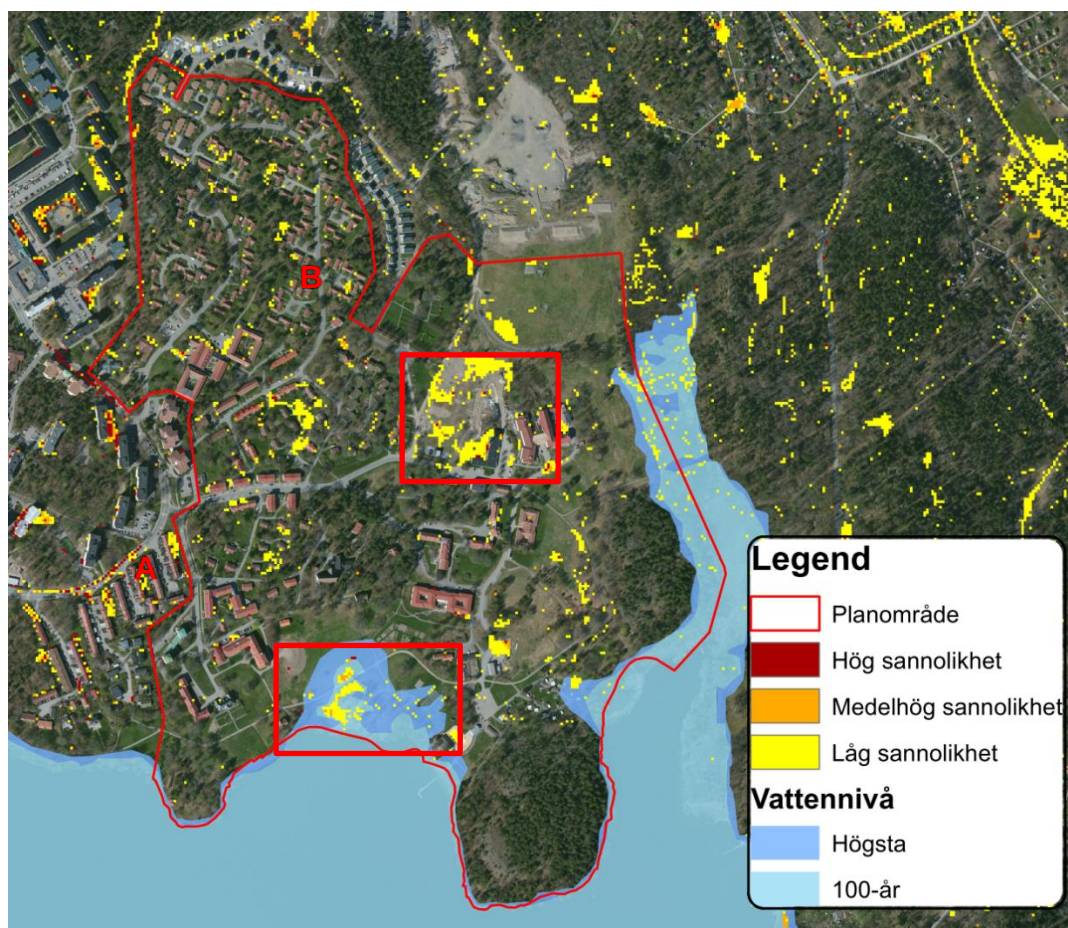 B
A
Legend
Planområde
Hög sannolikhet
Medelhög sannolikhet
Låg sannolikhet
Vattennivå
Högsta
100-år